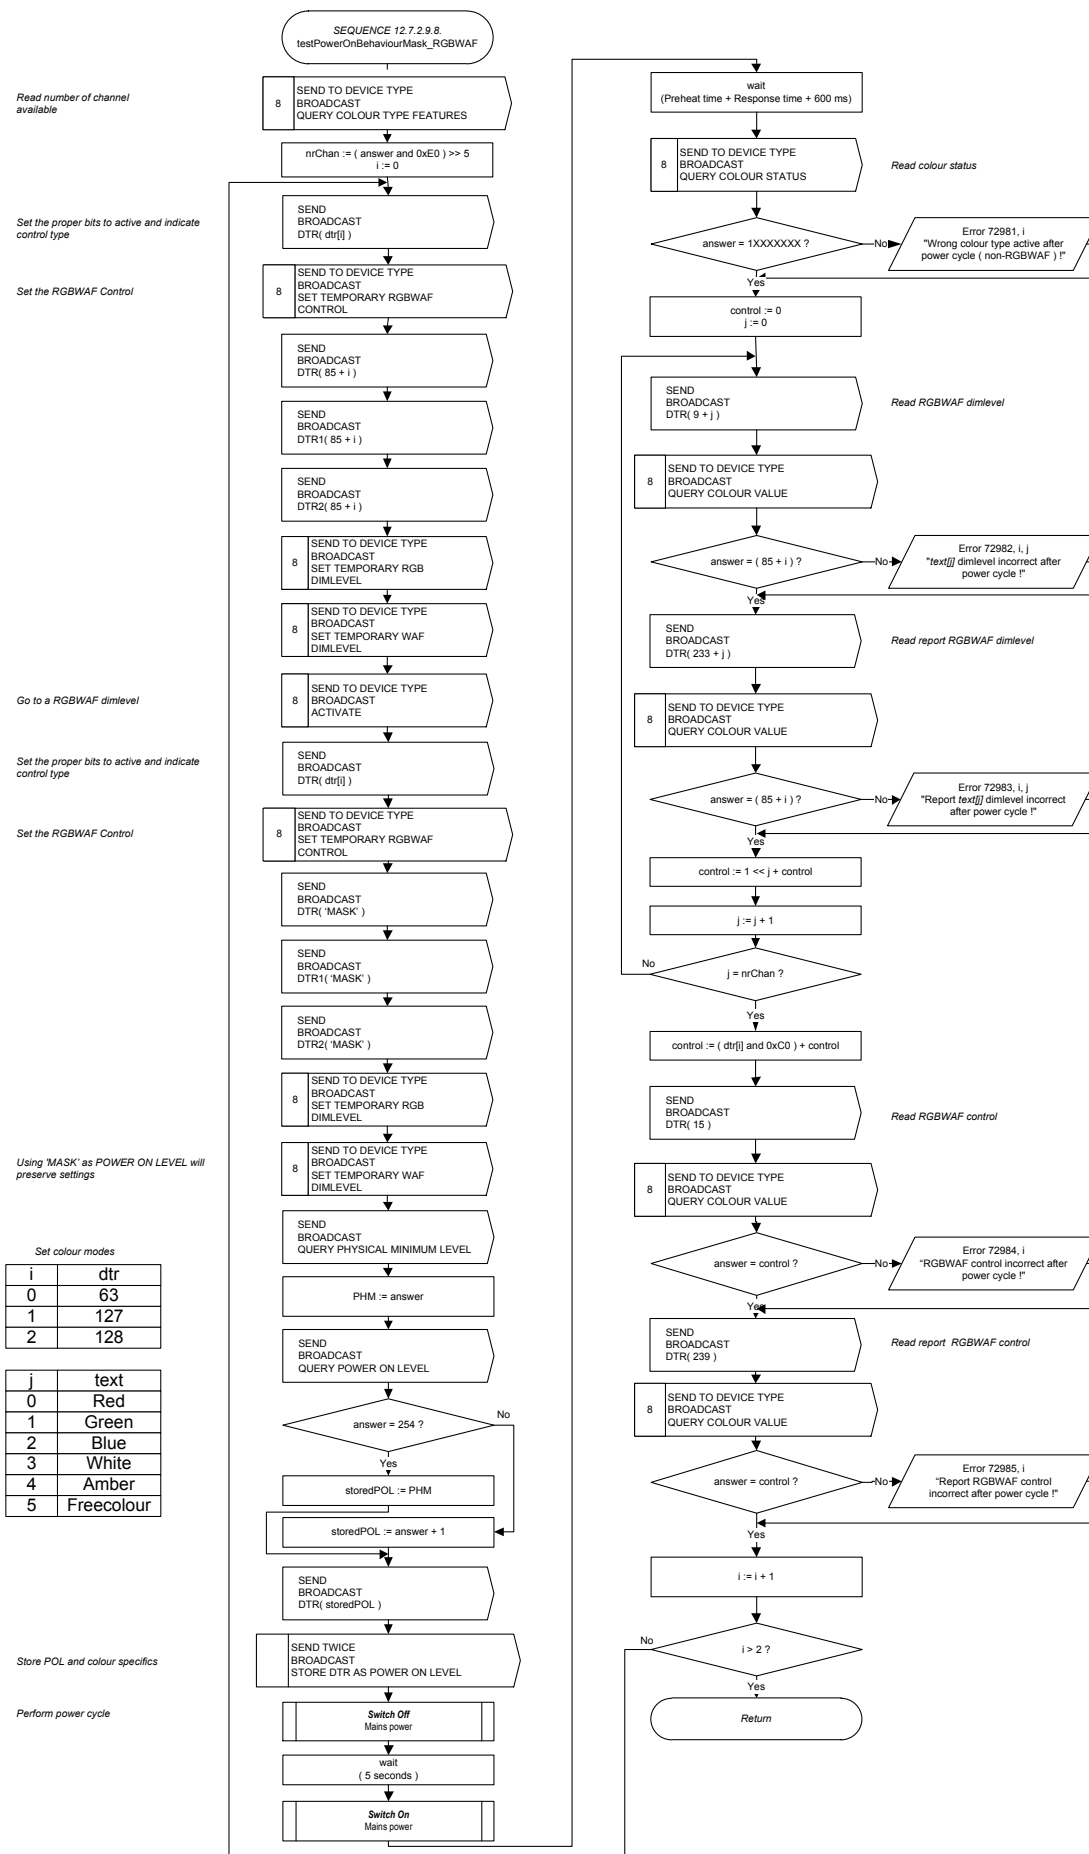 SEQUENCE 12.7.2.9.8.
testPowerOnBehaviourMask_RGBWAF
Read number of channel
available
8
SEND TO DEVICE TYPE
BROADCAST
QUERY COLOUR TYPE FEATURES
nrChan := ( answer and 0xE0 ) >> 5
i := 0
Set the proper bits to active and indicate
control type
SEND
BROADCAST
DTR( dtr[i] )
Set the RGBWAF Control
8
SEND TO DEVICE TYPE
BROADCAST
SET TEMPORARY RGBWAF
CONTROL
SEND
BROADCAST
DTR( 85 + i )
SEND
BROADCAST
DTR1( 85 + i )
SEND
BROADCAST
DTR2( 85 + i )
8
SEND TO DEVICE TYPE
BROADCAST
SET TEMPORARY RGB
DIMLEVEL
8
SEND TO DEVICE TYPE
BROADCAST
SET TEMPORARY WAF
DIMLEVEL
Go to a RGBWAF dimlevel
8
SEND TO DEVICE TYPE
BROADCAST
ACTIVATE
Set the proper bits to active and indicate
control type
SEND
BROADCAST
DTR( dtr[i] )
Set the RGBWAF Control
8
SEND TO DEVICE TYPE
BROADCAST
SET TEMPORARY RGBWAF
CONTROL
SEND
BROADCAST
DTR( 'MASK' )
SEND
BROADCAST
DTR1( 'MASK' )
SEND
BROADCAST
DTR2( 'MASK' )
8
SEND TO DEVICE TYPE
BROADCAST
SET TEMPORARY RGB
DIMLEVEL
Using 'MASK' as POWER ON LEVEL will
preserve settings
8
SEND TO DEVICE TYPE
BROADCAST
SET TEMPORARY WAF
DIMLEVEL
SEND
BROADCAST
QUERY PHYSICAL MINIMUM LEVEL
PHM := answer
SEND
BROADCAST
QUERY POWER ON LEVEL
answer = 254 ?
No
Yes
storedPOL := PHM
storedPOL := answer + 1
SEND
BROADCAST
DTR( storedPOL )
Store POL and colour specifics
SEND TWICE
BROADCAST
STORE DTR AS POWER ON LEVEL
Perform power cycle
Switch Off
Mains power
wait
( 5 seconds )
Switch On
Mains power
Set colour modes
i dtr
0 63
1 127
2 128
j text
0 Red
1 Green
2 Blue
3 White
4 Amber
5 Freecolour
wait
(Preheat time + Response time + 600 ms)
8
SEND TO DEVICE TYPE
BROADCAST
QUERY COLOUR STATUS
Read colour status
answer = 1XXXXXXX ?
No
Error 72981, i
"Wrong colour type active after
power cycle ( non-RGBWAF ) !"
Yes
control := 0
j := 0
SEND
BROADCAST
DTR( 9 + j )
Read RGBWAF dimlevel
8
SEND TO DEVICE TYPE
BROADCAST
QUERY COLOUR VALUE
answer = ( 85 + i ) ?
No
Error 72982, i, j
"text[j] dimlevel incorrect after
power cycle !"
Yes
SEND
BROADCAST
DTR( 233 + j )
Read report RGBWAF dimlevel
8
SEND TO DEVICE TYPE
BROADCAST
QUERY COLOUR VALUE
answer = ( 85 + i ) ?
No
Error 72983, i, j
"Report text[j] dimlevel incorrect
after power cycle !"
Yes
control := 1 << j + control
j := j + 1
No
j = nrChan ?
Yes
control := ( dtr[i] and 0xC0 ) + control
SEND
BROADCAST
DTR( 15 )
Read RGBWAF control
8
SEND TO DEVICE TYPE
BROADCAST
QUERY COLOUR VALUE
answer = control ?
No
Error 72984, i
"RGBWAF control incorrect after
power cycle !"
Yes
SEND
BROADCAST
DTR( 239 )
Read report RGBWAF control
8
SEND TO DEVICE TYPE
BROADCAST
QUERY COLOUR VALUE
answer = control ?
No
Error 72985, i
"Report RGBWAF control
incorrect after power cycle !"
Yes
i := i + 1
No
i > 2 ?
Yes
Return